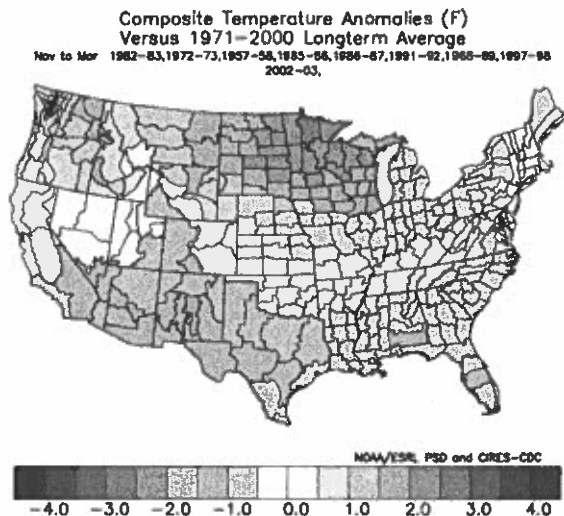 Composite Temperature Anomalies (F)
Versus 1971-2000 Longterm Average
Nov to Mar 1982-83,1972-73,1957-58,1965-66,1986-87,1991-92,1968-69,1997-98
2002-03,
NOAA/ESRL PSD and CIRES-CDC
-4.0 -3.0 -2.0 -1.0 0.0 1.0 2.0 3.0 4.0